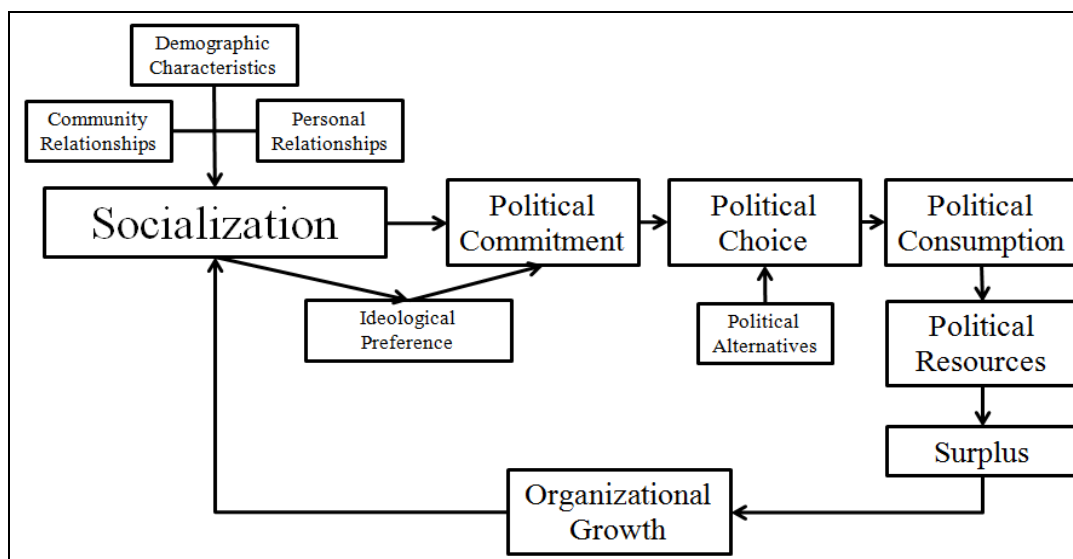 Demographic
Characteristics
Community
Relationships
Personal
Relationships
Socialization
Political
Commitment
Political
Choice
Political
Consumption
Ideological
Preference
Political
Alternatives
Political
Resources
Surplus
Organizational
Growth